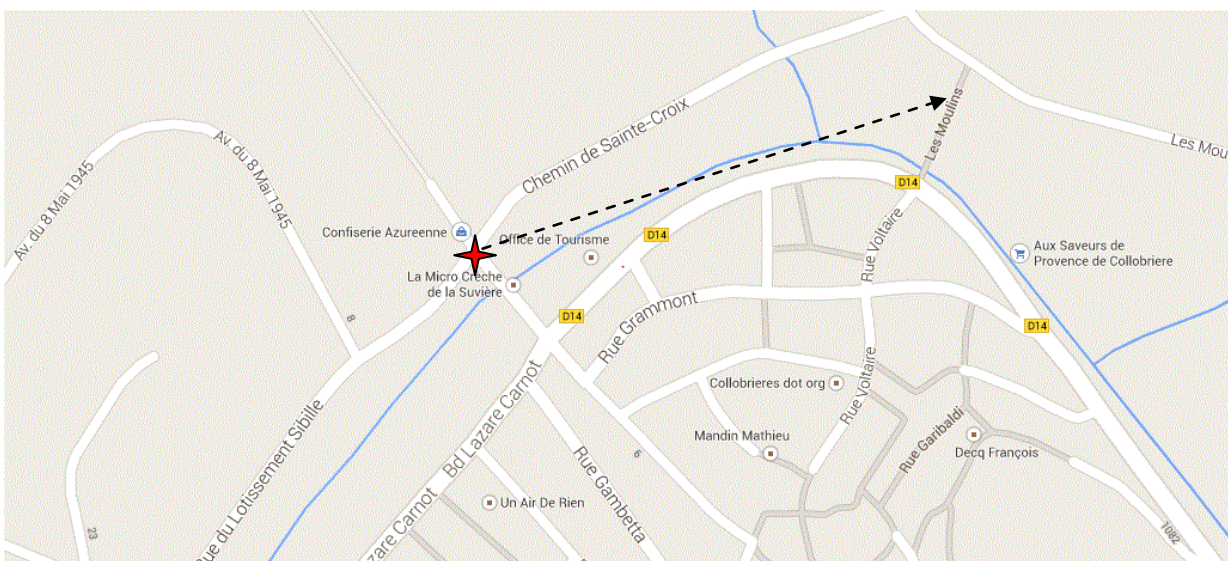 Chemin de Sainte-Croix
Les Moulins
Les Mou
Av. du 8 Mai 1945
Av. du 8 Mai 1945
D14
Rue Voltaire
Confiserie Azureenne
Office de Tourisme
D14
Aux Saveurs de
Provence de Collobriere
La Micro Crèche
de la Suvière
Rue Grammont
8
D14
D14
Rue Voltaire
Collobrieres dot org
Bd Lazare Carnot
Rue du Lotissement Sibille
Rue Garibaldi
Mandin Mathieu
Decq François
6
Rue Gambetta
Un Air De Rien
zare Carnot
23
1082